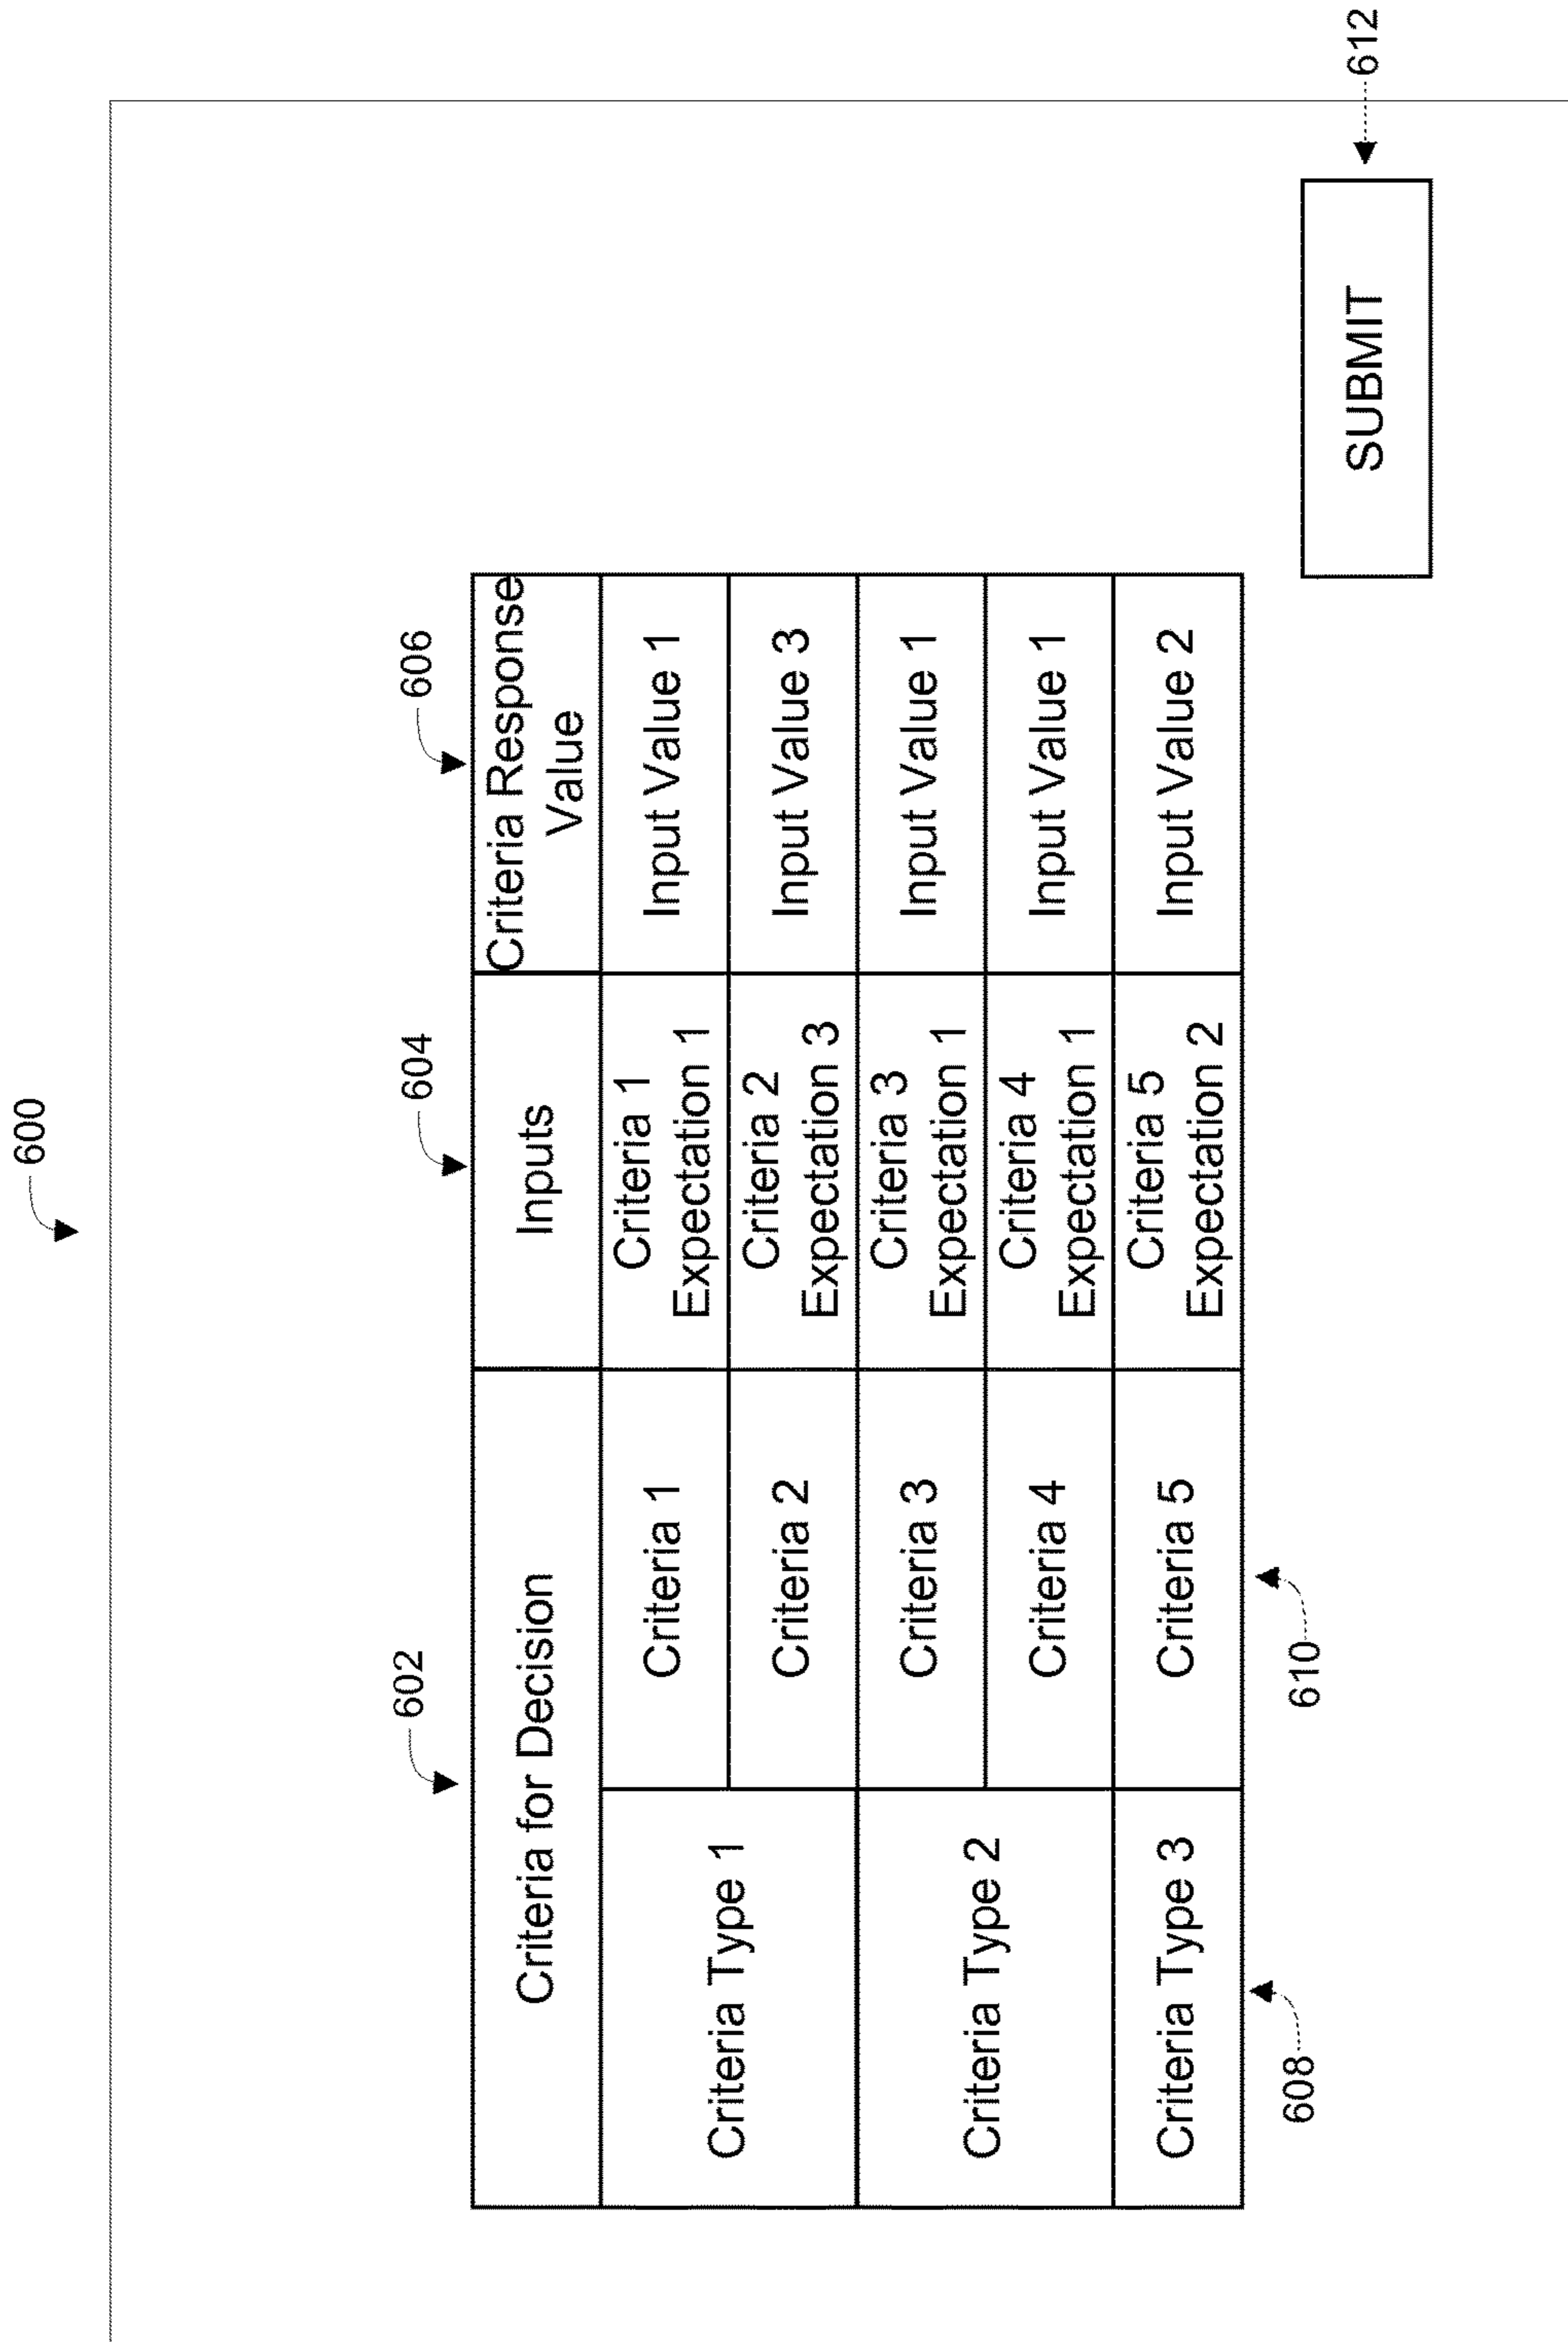 600
602
604
606
Criteria for Decision
Inputs
Criteria Response
Value
Criteria Type 1
Criteria 1
Criteria 1
Expectation 1
Input Value 1
Criteria 2
Criteria 2
Expectation 3
Input Value 3
Criteria Type 2
Criteria 3
Criteria 3
Expectation 1
Input Value 1
Criteria 4
Criteria 4
Expectation 1
Input Value 1
Criteria Type 3
Criteria 5
Criteria 5
Expectation 2
Input Value 2
608
610
SUBMIT
612